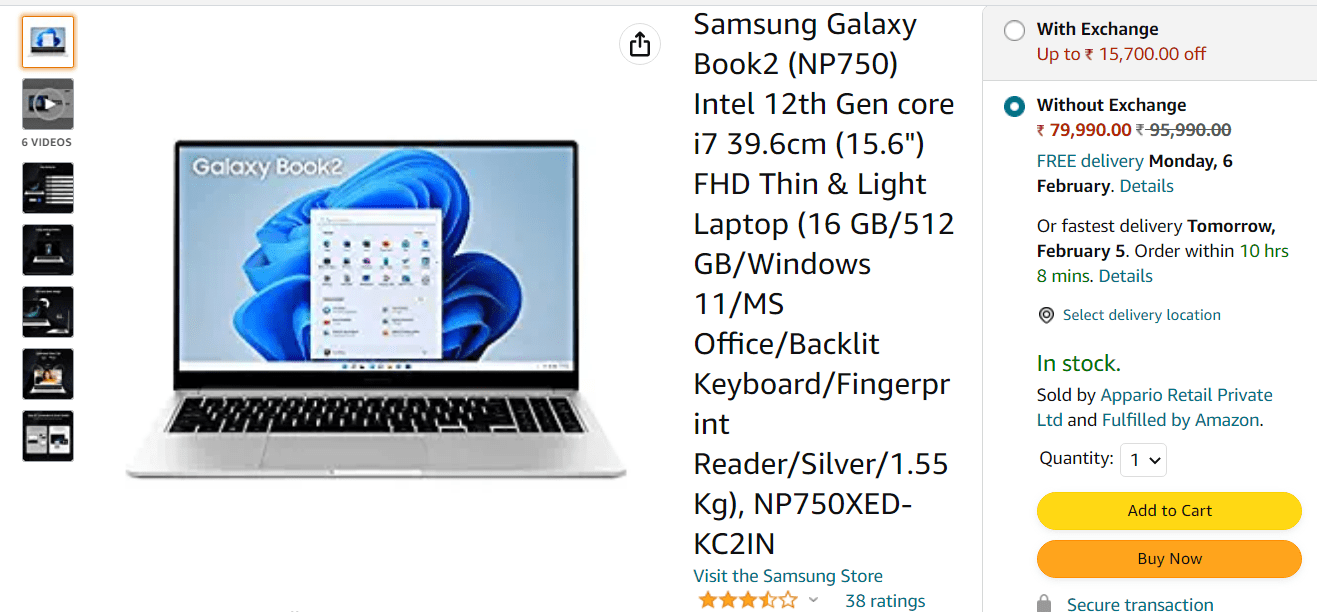 6 VIDEOS
Galaxy Book2
Samsung Galaxy
Book2 (NP750)
Intel 12th Gen core
i7 39.6cm (15.6")
FHD Thin & Light
Laptop (16 GB/512
GB/Windows
11/MS
Office/Backlit
Keyboard/Fingerpr
int
Reader/Silver/1.55
Kg), NP750XED-
KC2IN
Visit the Samsung Store
38 ratings
With Exchange
Up to ₹ 15,700.00 off
Without Exchange
₹ 79,990.00 ₹ 95,990.00
FREE delivery Monday, 6
February. Details
Or fastest delivery Tomorrow,
February 5. Order within 10 hrs
8 mins. Details
Select delivery location
In stock.
Sold by Appario Retail Private
Ltd and Fulfilled by Amazon.
Quantity: 1
Add to Cart
Buy Now
Secure transaction